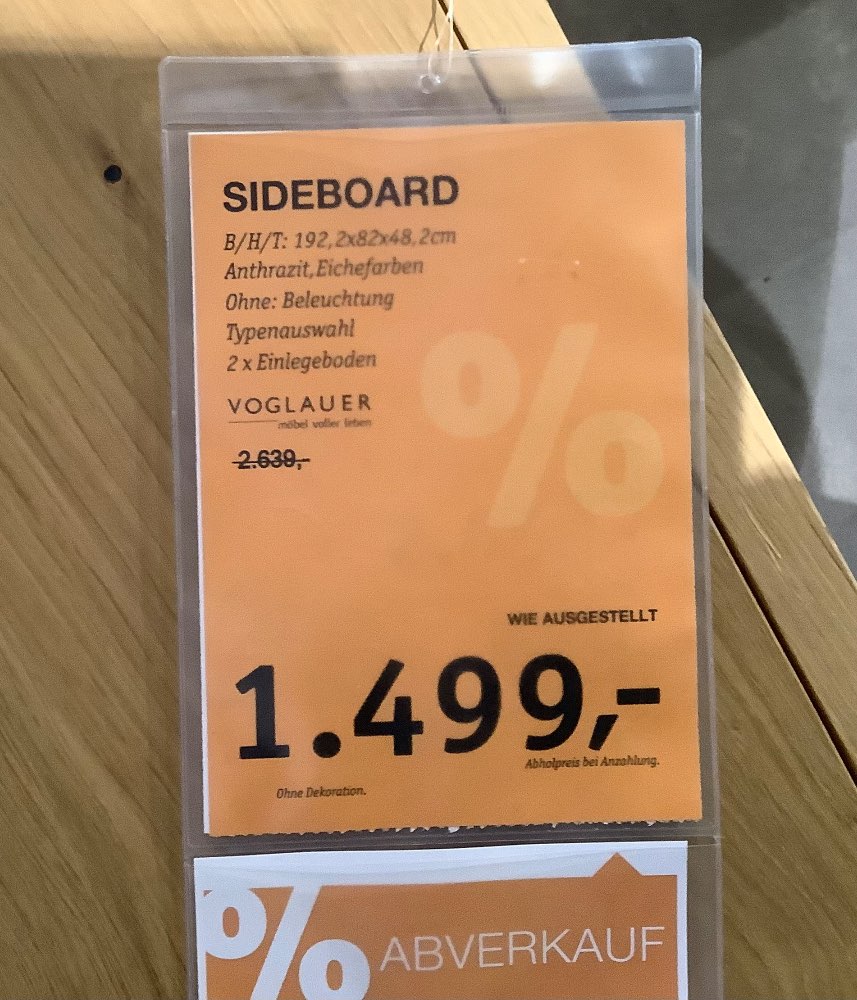 SIDEBOARD
B/H/T: 192,2x82x48,2cm
Anthrazit,Eichefarben
Ohne: Beleuchtung
Typenauswahl
2 x Einlegeboden
VOGLAUER
möbel voller leben
2.639,-
%
WIE AUSGESTELLT
1.499,-
Abholpreis bei Anzahlung.
Ohne Dekoration.
% ABVERKAUF